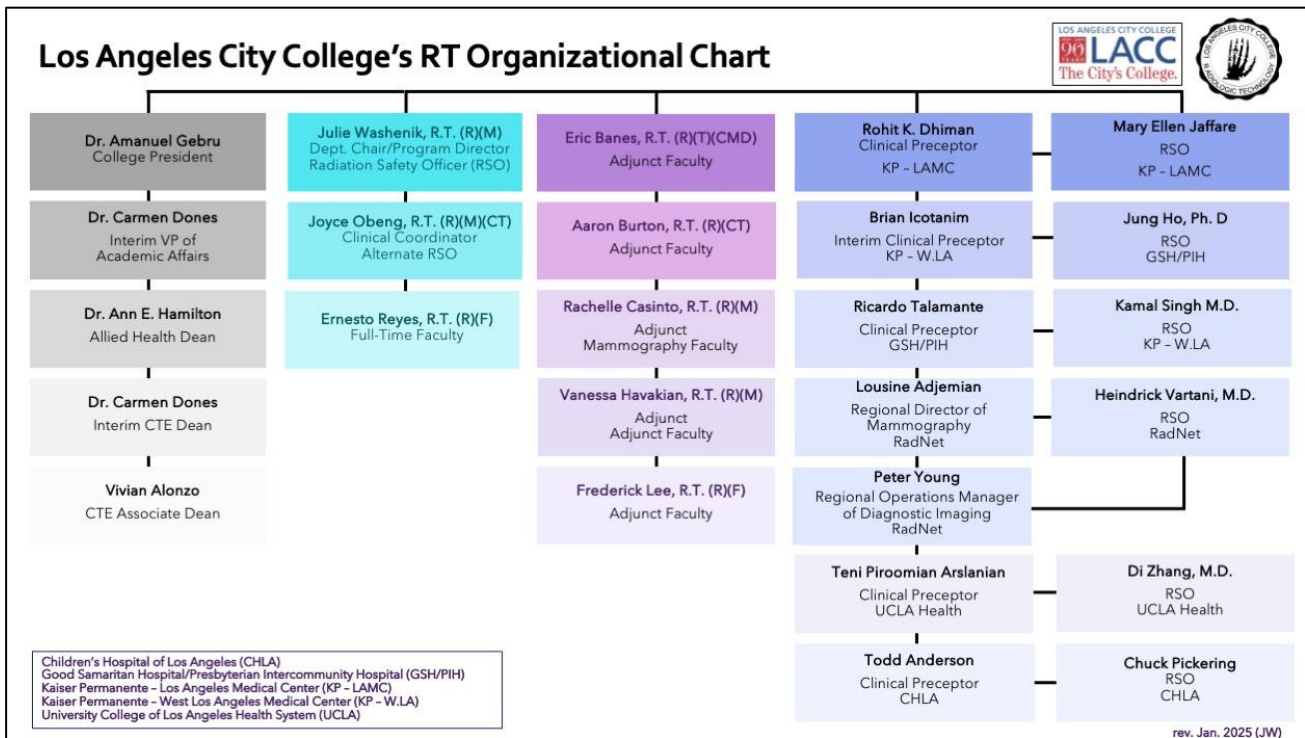 Los Angeles City College's RT Organizational Chart
LOS ANGELES CITY COLLEGE
96
YEARS
LACC
The City's College.
LOS ANGELES CITY COLLEGE
RADIOLOGIC TECHNOLOGY
Dr. Amanuel Gebru
College President
Dr. Carmen Dones
Interim VP of
Academic Affairs
Dr. Ann E. Hamilton
Allied Health Dean
Dr. Carmen Dones
Interim CTE Dean
Vivian Alonzo
CTE Associate Dean
Julie Washenik, R.T. (R)(M)
Dept. Chair/Program Director
Radiation Safety Officer (RSO)
Joyce Obeng, R.T. (R)(M)(CT)
Clinical Coordinator
Alternate RSO
Ernesto Reyes, R.T. (R)(F)
Full-Time Faculty
Eric Banes, R.T. (R)(T)(CMD)
Adjunct Faculty
Aaron Burton, R.T. (R)(CT)
Adjunct Faculty
Rachelle Casinto, R.T. (R)(M)
Adjunct
Mammography Faculty
Vanessa Havakian, R.T. (R)(M)
Adjunct
Adjunct Faculty
Frederick Lee, R.T. (R)(F)
Adjunct Faculty
Rohit K. Dhiman
Clinical Preceptor
KP – LAMC
Mary Ellen Jaffare
RSO
KP – LAMC
Brian Icotanim
Interim Clinical Preceptor
KP – W.LA
Jung Ho, Ph. D
RSO
GSH/PIH
Ricardo Talamante
Clinical Preceptor
GSH/PIH
Kamal Singh M.D.
RSO
KP – W.LA
Lousine Adjemian
Regional Director of
Mammography
RadNet
Heindrick Vartani, M.D.
RSO
RadNet
Peter Young
Regional Operations Manager
of Diagnostic Imaging
RadNet
Teni Piroomian Arslanian
Clinical Preceptor
UCLA Health
Di Zhang, M.D.
RSO
UCLA Health
Todd Anderson
Clinical Preceptor
CHLA
Chuck Pickering
RSO
CHLA
Children's Hospital of Los Angeles (CHLA)
Good Samaritan Hospital/Presbyterian Intercommunity Hospital (GSH/PIH)
Kaiser Permanente – Los Angeles Medical Center (KP – LAMC)
Kaiser Permanente – West Los Angeles Medical Center (KP – W.LA)
University College of Los Angeles Health System (UCLA)
rev. Jan. 2025 (JW)